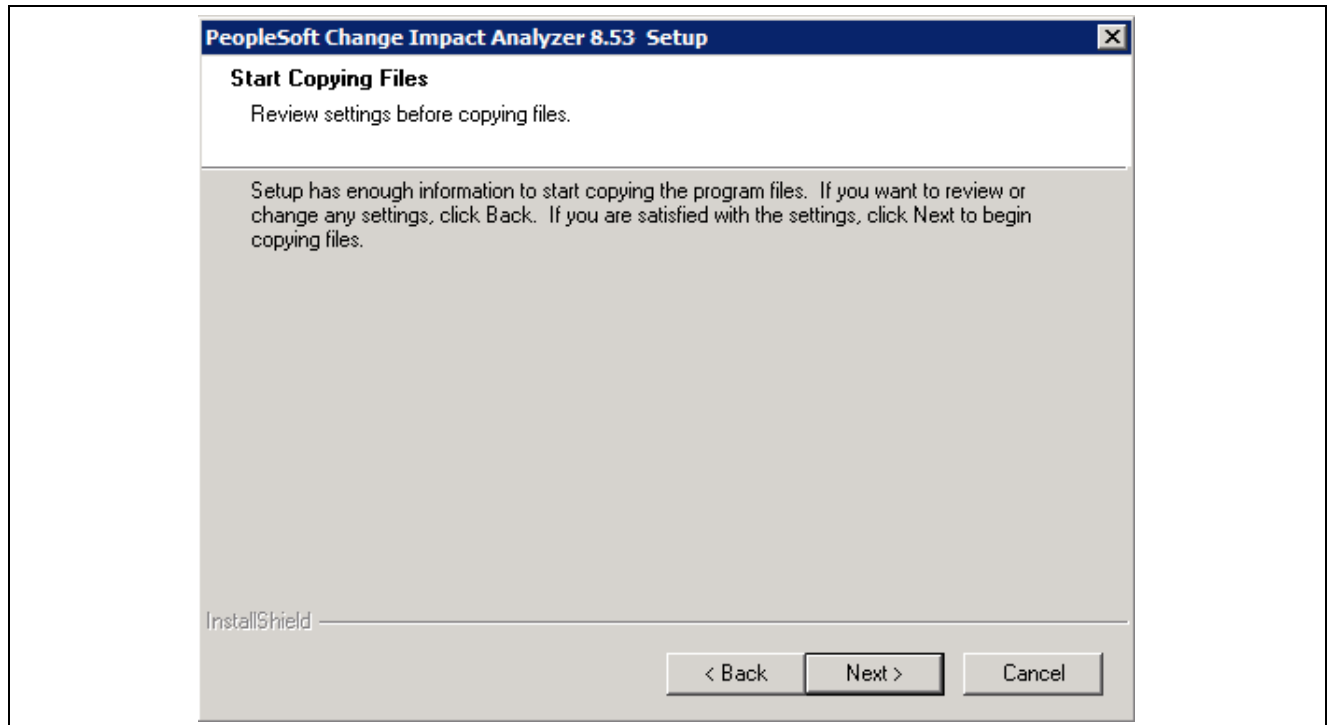 PeopleSoft Change Impact Analyzer 8.53 Setup
Start Copying Files
Review settings before copying files.
Setup has enough information to start copying the program files. If you want to review or
change any settings, click Back. If you are satisfied with the settings, click Next to begin
copying files.
InstallShield
< Back Next > Cancel